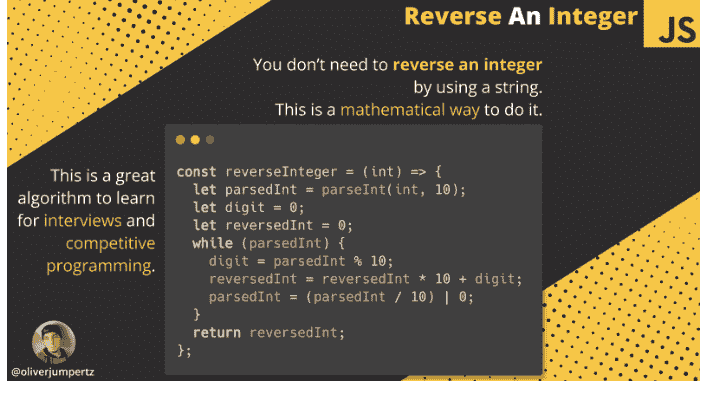 Reverse An Integer
JS
You don't need to reverse an integer
by using a string.
This is a mathematical way to do it.
This is a great
algorithm to learn
for interviews and
competitive
programming.
const reverseInteger = (int) => {
  let parsedInt = parseInt(int, 10);
  let digit = 0;
  let reversedInt = 0;
  while (parsedInt) {
    digit = parsedInt % 10;
    reversedInt = reversedInt * 10 + digit;
    parsedInt = (parsedInt / 10) | 0;
  }
  return reversedInt;
};
@oliverjumpertz